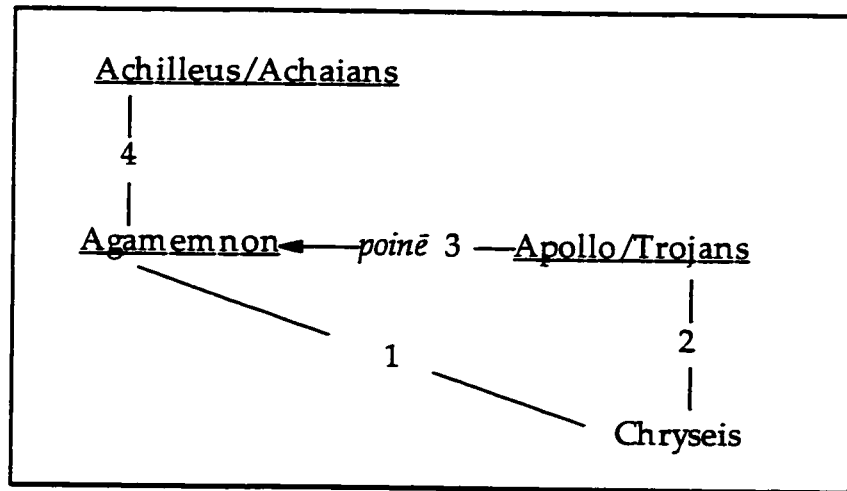 Achilleus/Achaians
4
Agamemnon poinē 3 Apollo/Trojans
1 2
Chryseis